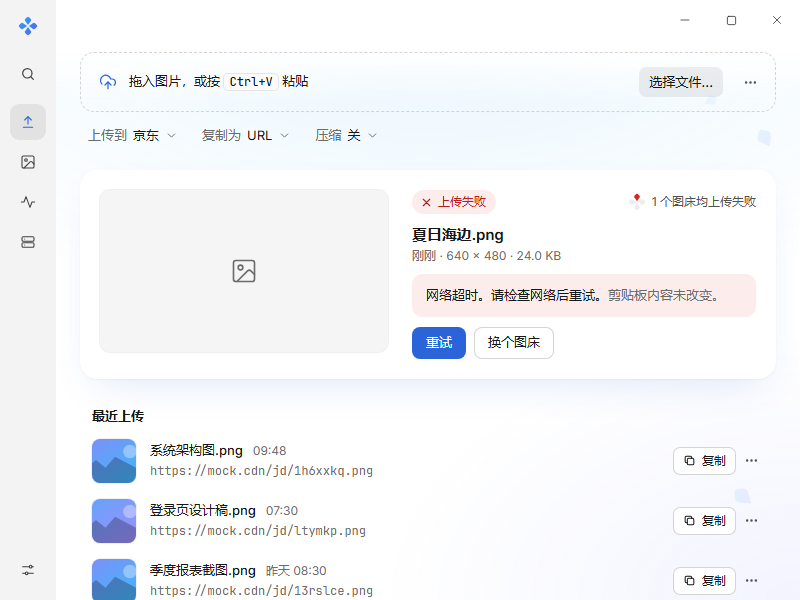 拖入图片，或按 Ctrl+V 粘贴
选择文件...
上传到 京东 复制为 URL 压缩 关
上传失败
1 个图床均上传失败
夏日海边.png
刚刚 · 640 × 480 · 24.0 KB
网络超时。请检查网络后重试。剪贴板内容未改变。
重试 换个图床
最近上传
系统架构图.png 09:48
https://mock.cdn/jd/1h6xxkq.png
复制
登录页设计稿.png 07:30
https://mock.cdn/jd/ltymkp.png
复制
季度报表截图.png 昨天 08:30
https://mock.cdn/jd/13rslce.png
复制